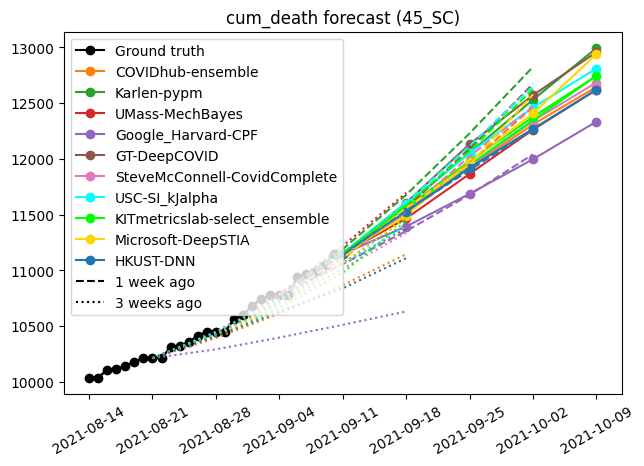 cum_death forecast (45_SC)
13000
12500
12000
11500
11000
10500
10000
Ground truth
COVIDhub-ensemble
Karlen-pypm
UMass-MechBayes
Google_Harvard-CPF
GT-DeepCOVID
SteveMcConnell-CovidComplete
USC-SI_kJalpha
KITmetricslab-select_ensemble
Microsoft-DeepSTIA
HKUST-DNN
1 week ago
3 weeks ago
2021-08-14
2021-08-21
2021-08-28
2021-09-04
2021-09-11
2021-09-18
2021-09-25
2021-10-02
2021-10-09